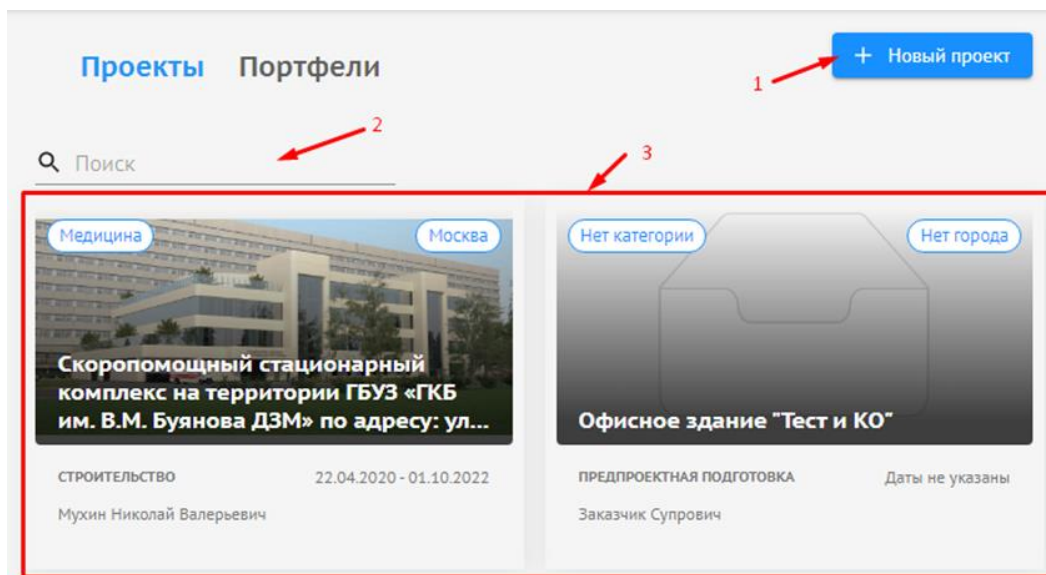 Проекты Портфели
+ Новый проект
1
2
Поиск
3
Медицина Москва
Скоропомощный стационарный
комплекс на территории ГБУЗ «ГКБ
им. В.М. Буянова ДЗМ» по адресу: ул...
СТРОИТЕЛЬСТВО 22.04.2020 - 01.10.2022
Мухин Николай Валерьевич
Нет категории Нет города
Офисное здание "Тест и КО"
ПРЕДПРОЕКТНАЯ ПОДГОТОВКА Даты не указаны
Заказчик Супрович